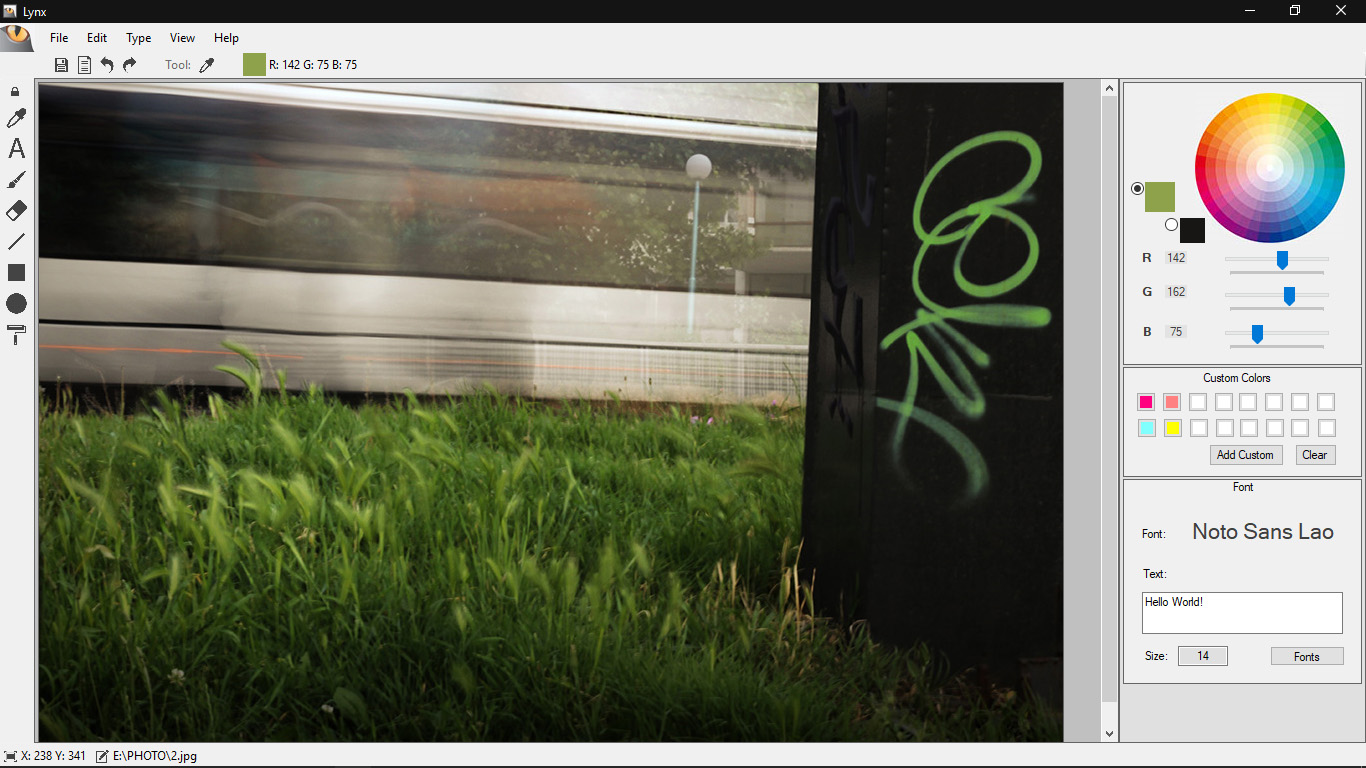 Lynx
File Edit Type View Help
Tool: R: 142 G: 75 B: 75
A
R 142
G 162
B 75
Custom Colors
Add Custom Clear
Font
Font: Noto Sans Lao
Text:
Hello World!
Size: 14 Fonts
X: 238 Y: 341 E:\PHOTO\2.jpg